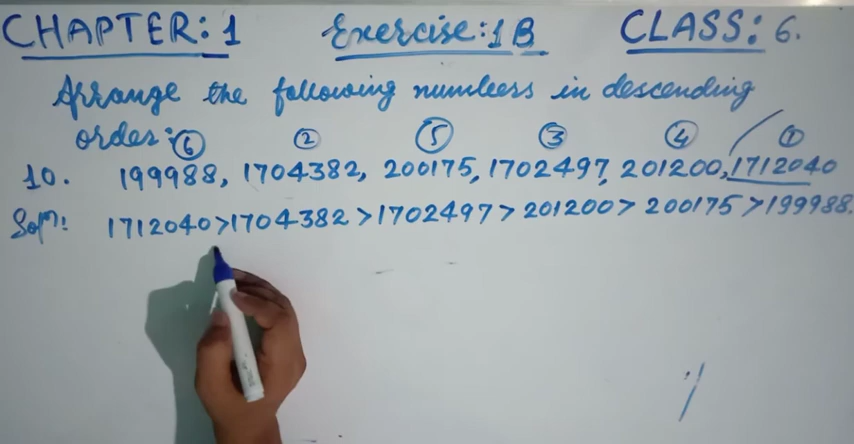 CHAPTER: 1 Exercise: 1B CLASS: 6.
Arrange the following numbers in descending
order: ⑥ ② ⑤ ③ ④ ①
10. 199988, 1704382, 200175, 1702497, 201200, 1712040
Solⁿ: 1712040>1704382>1702497>201200>200175>199988.